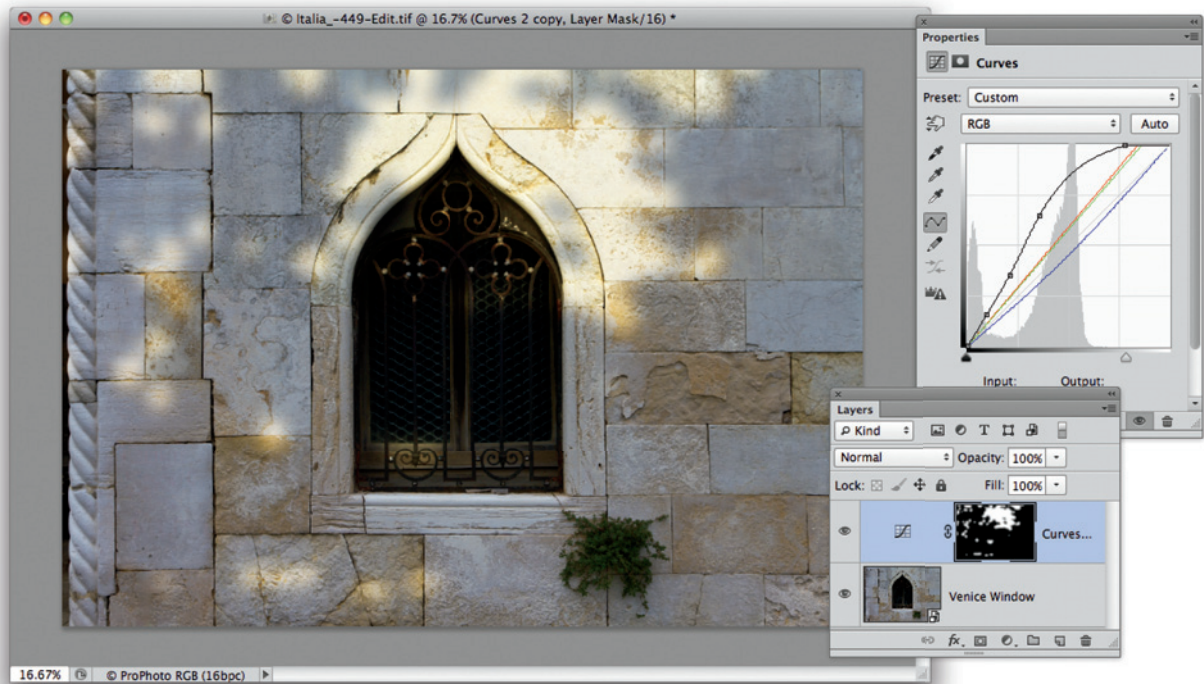 © Italia_-449-Edit.tif @ 16.7% (Curves 2 copy, Layer Mask/16) *
Properties
Curves
Preset: Custom
RGB
Auto
Input:
Output:
Layers
Kind
T
Normal
Opacity: 100%
Lock:
Fill: 100%
Curves...
Venice Window
fx
16.67%
© ProPhoto RGB (16bpc)